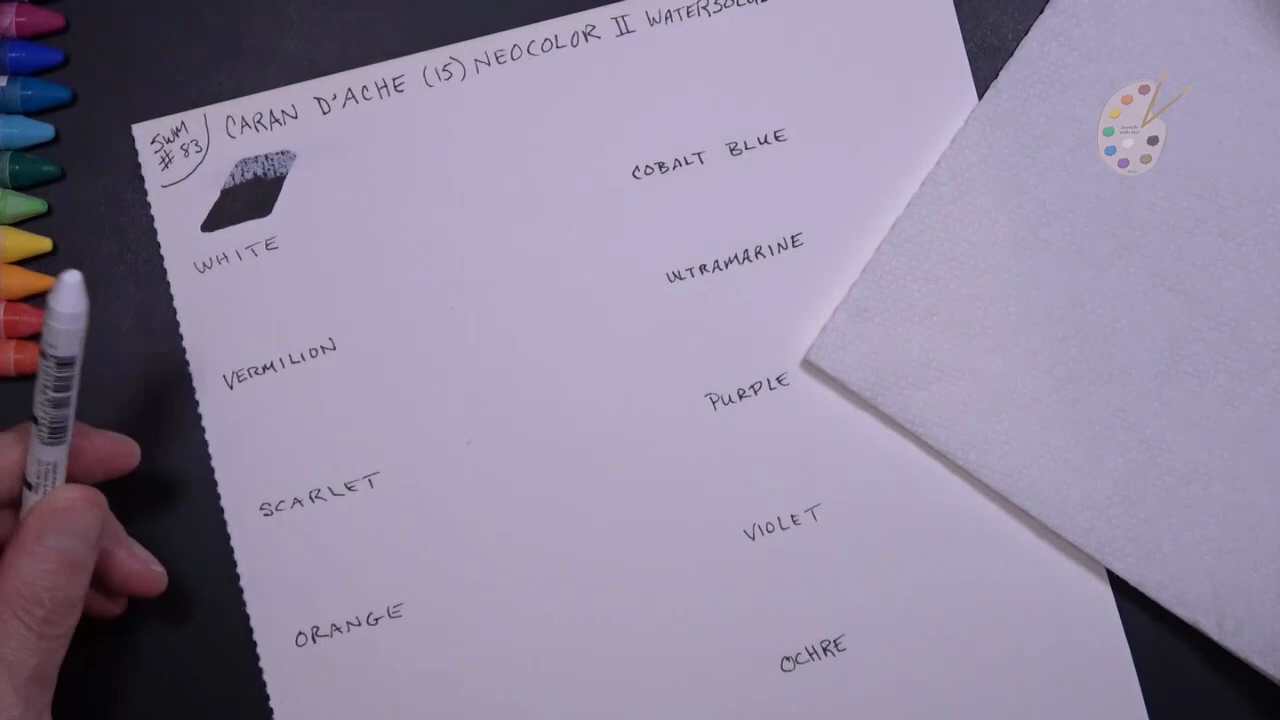 SWM
# 83
CARAN D'ACHE (15) NEOCOLOR II
WHITE
VERMILION
SCARLET
ORANGE
COBALT BLUE
ULTRAMARINE
PURPLE
VIOLET
OCHRE